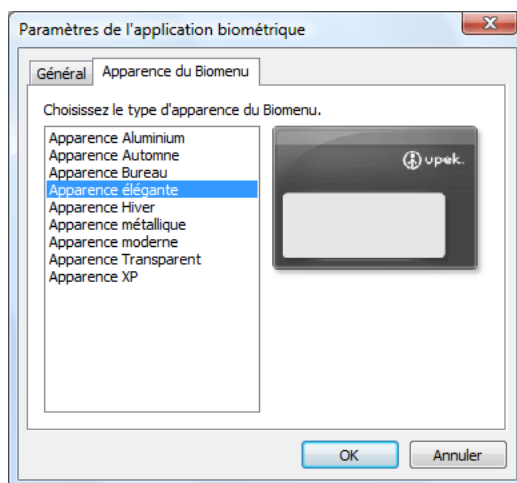 Paramètres de l'application biométrique
Général
Apparence du Biomenu
Choisissez le type d'apparence du Biomenu.
Apparence Aluminium
Apparence Automne
Apparence Bureau
Apparence élégante
Apparence Hiver
Apparence métallique
Apparence moderne
Apparence Transparent
Apparence XP
upek
OK
Annuler